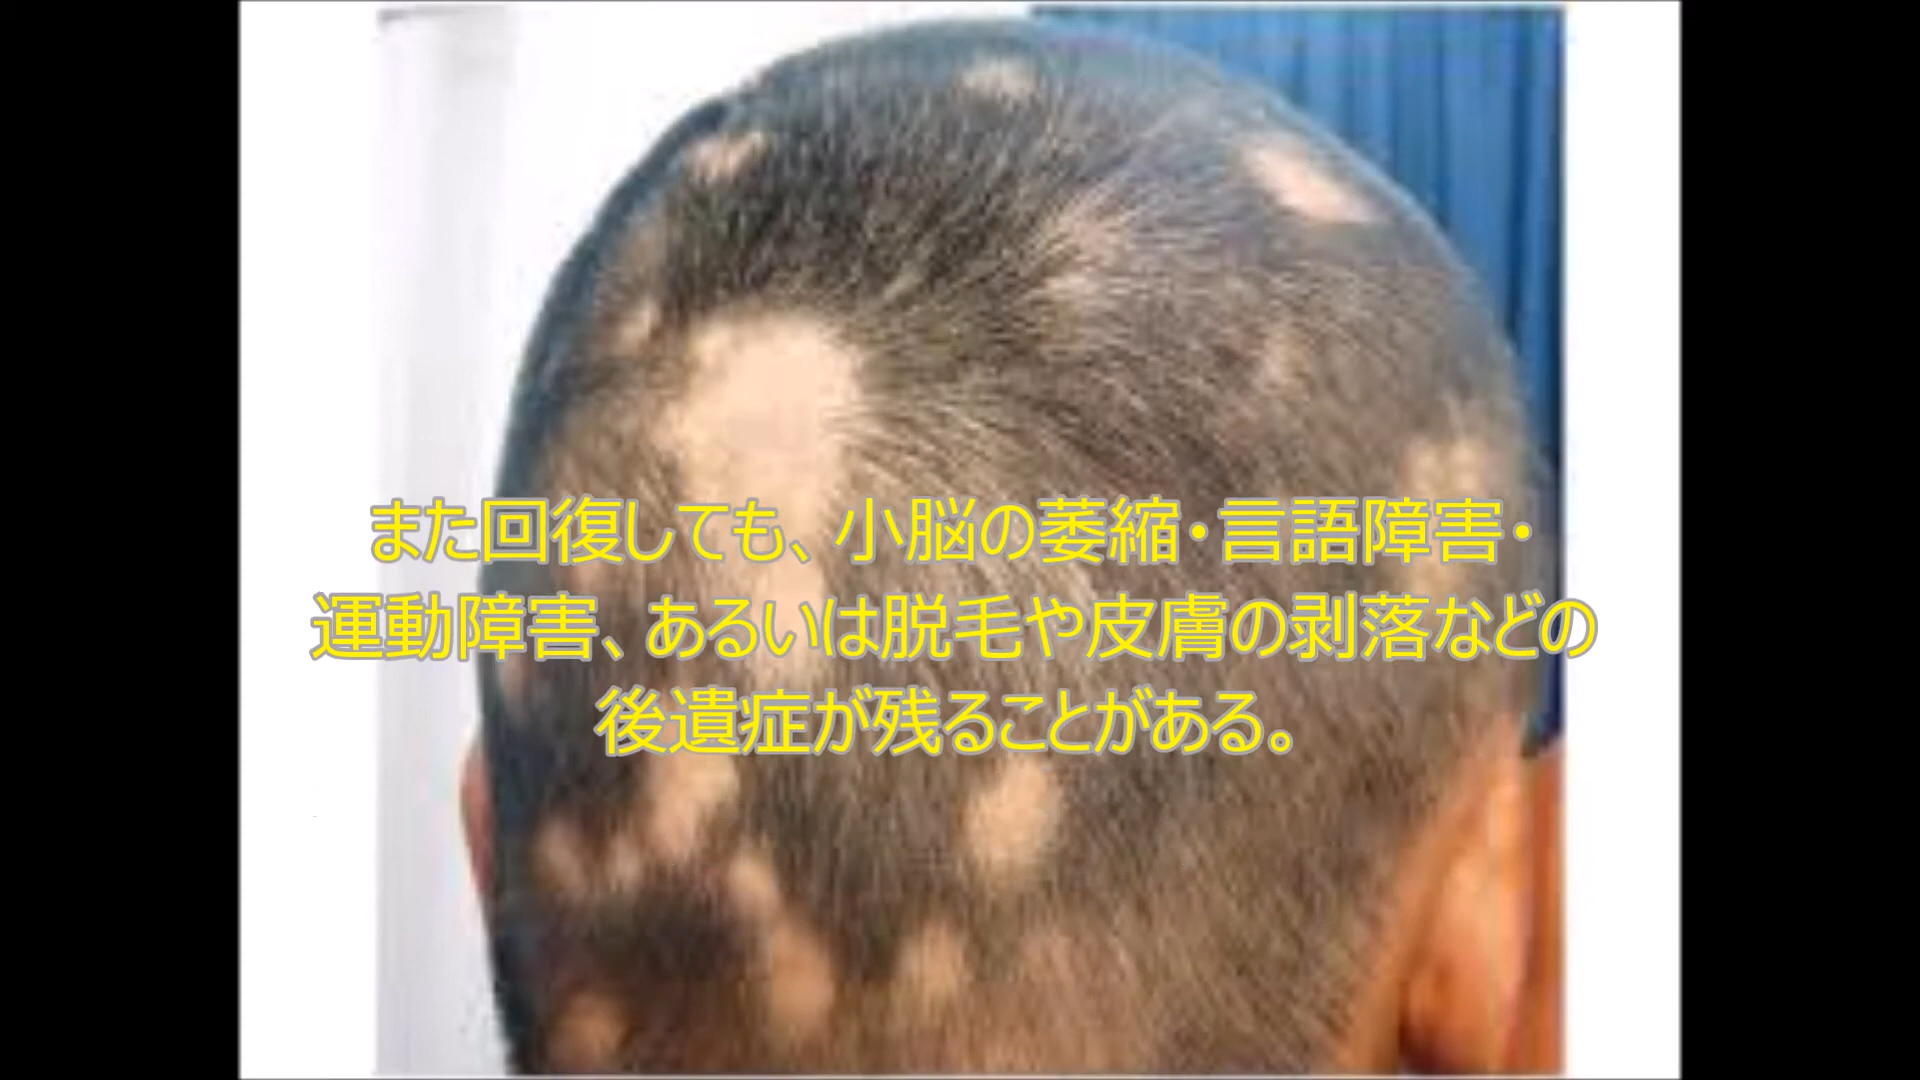 また回復しても、小脳の萎縮・言語障害・
運動障害、あるいは脱毛や皮膚の剥落などの
後遺症が残ることがある。